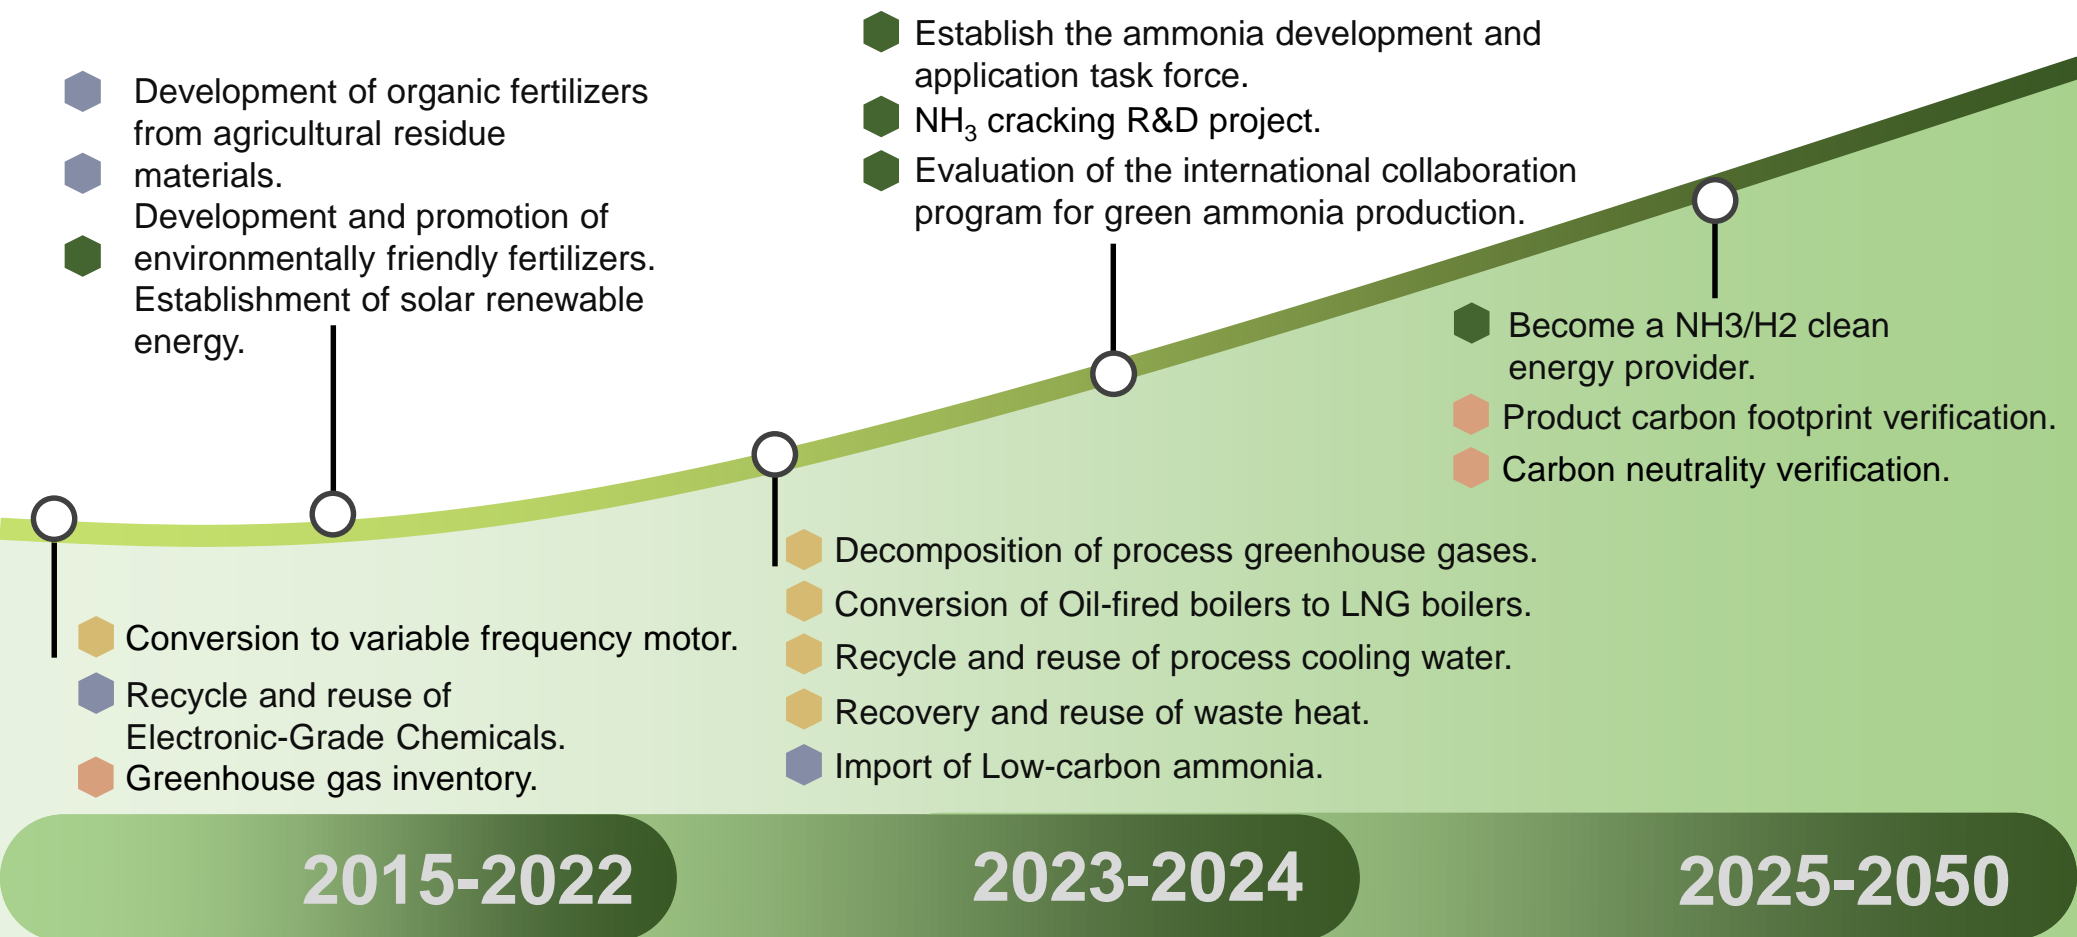 Development of organic fertilizers
from agricultural residue
materials.
Development and promotion of
environmentally friendly fertilizers.
Establishment of solar renewable
energy.
Establish the ammonia development and
application task force.
NH₃ cracking R&D project.
Evaluation of the international collaboration
program for green ammonia production.
Become a NH3/H2 clean
energy provider.
Product carbon footprint verification.
Carbon neutrality verification.
Conversion to variable frequency motor.
Recycle and reuse of
Electronic-Grade Chemicals.
Greenhouse gas inventory.
Decomposition of process greenhouse gases.
Conversion of Oil-fired boilers to LNG boilers.
Recycle and reuse of process cooling water.
Recovery and reuse of waste heat.
Import of Low-carbon ammonia.
2015-2022
2023-2024
2025-2050